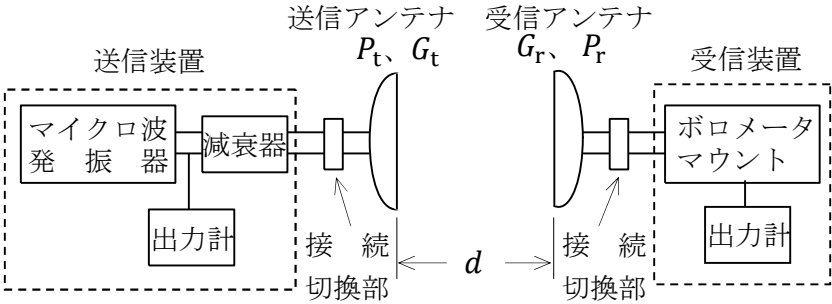 送信アンテナ
P_t、G_t
受信アンテナ
G_r、P_r
送信装置
受信装置
マイクロ波
発振器
減衰器
出力計
接続
切換部
d
接続
切換部
ボロメータ
マウント
出力計